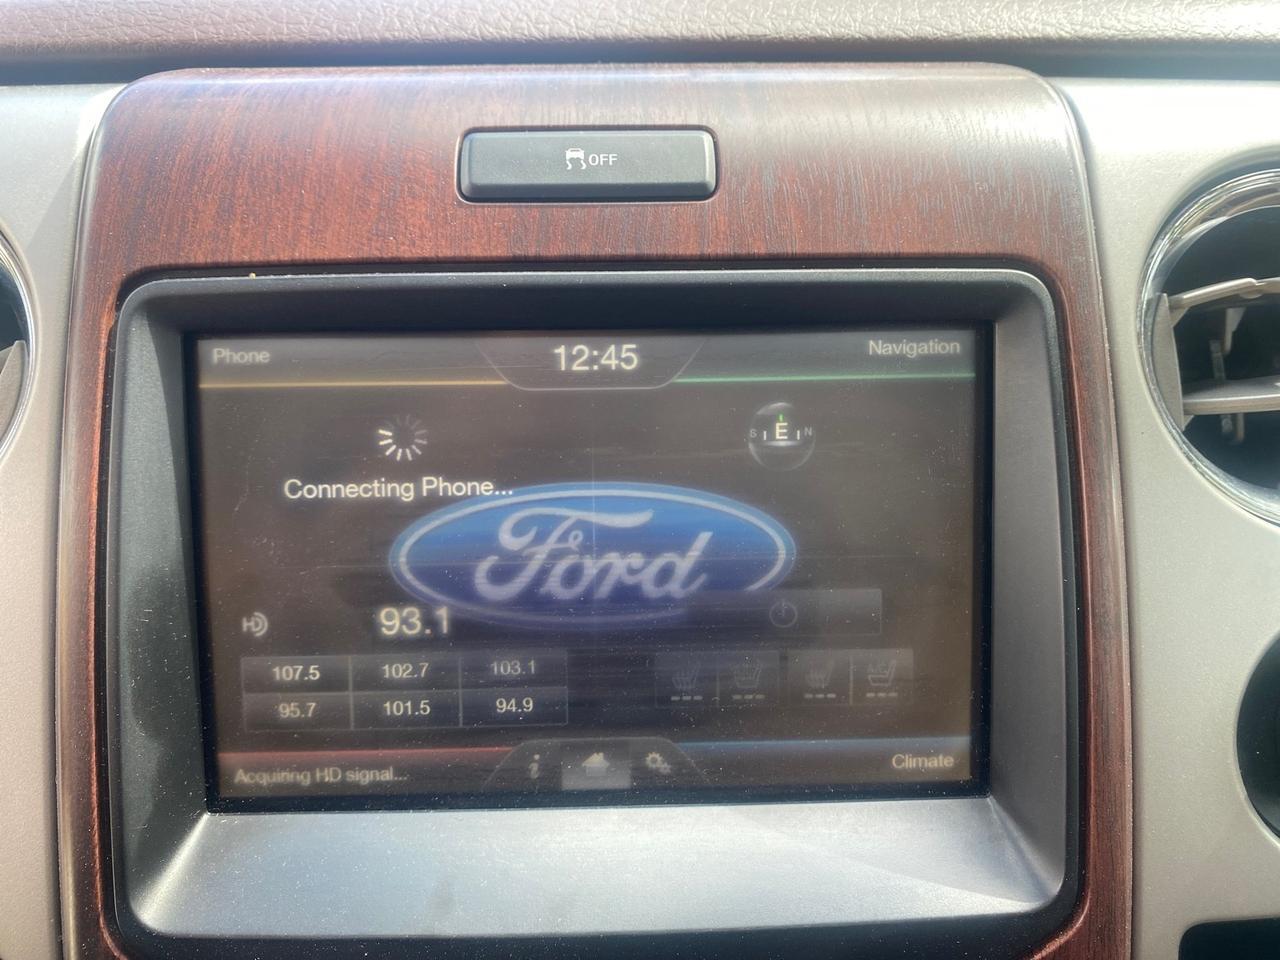 OFF
Phone
12:45
Navigation
S E N
Connecting Phone...
Ford
HD
93.1
107.5 102.7 103.1
95.7 101.5 94.9
i
Acquiring HD signal...
Climate